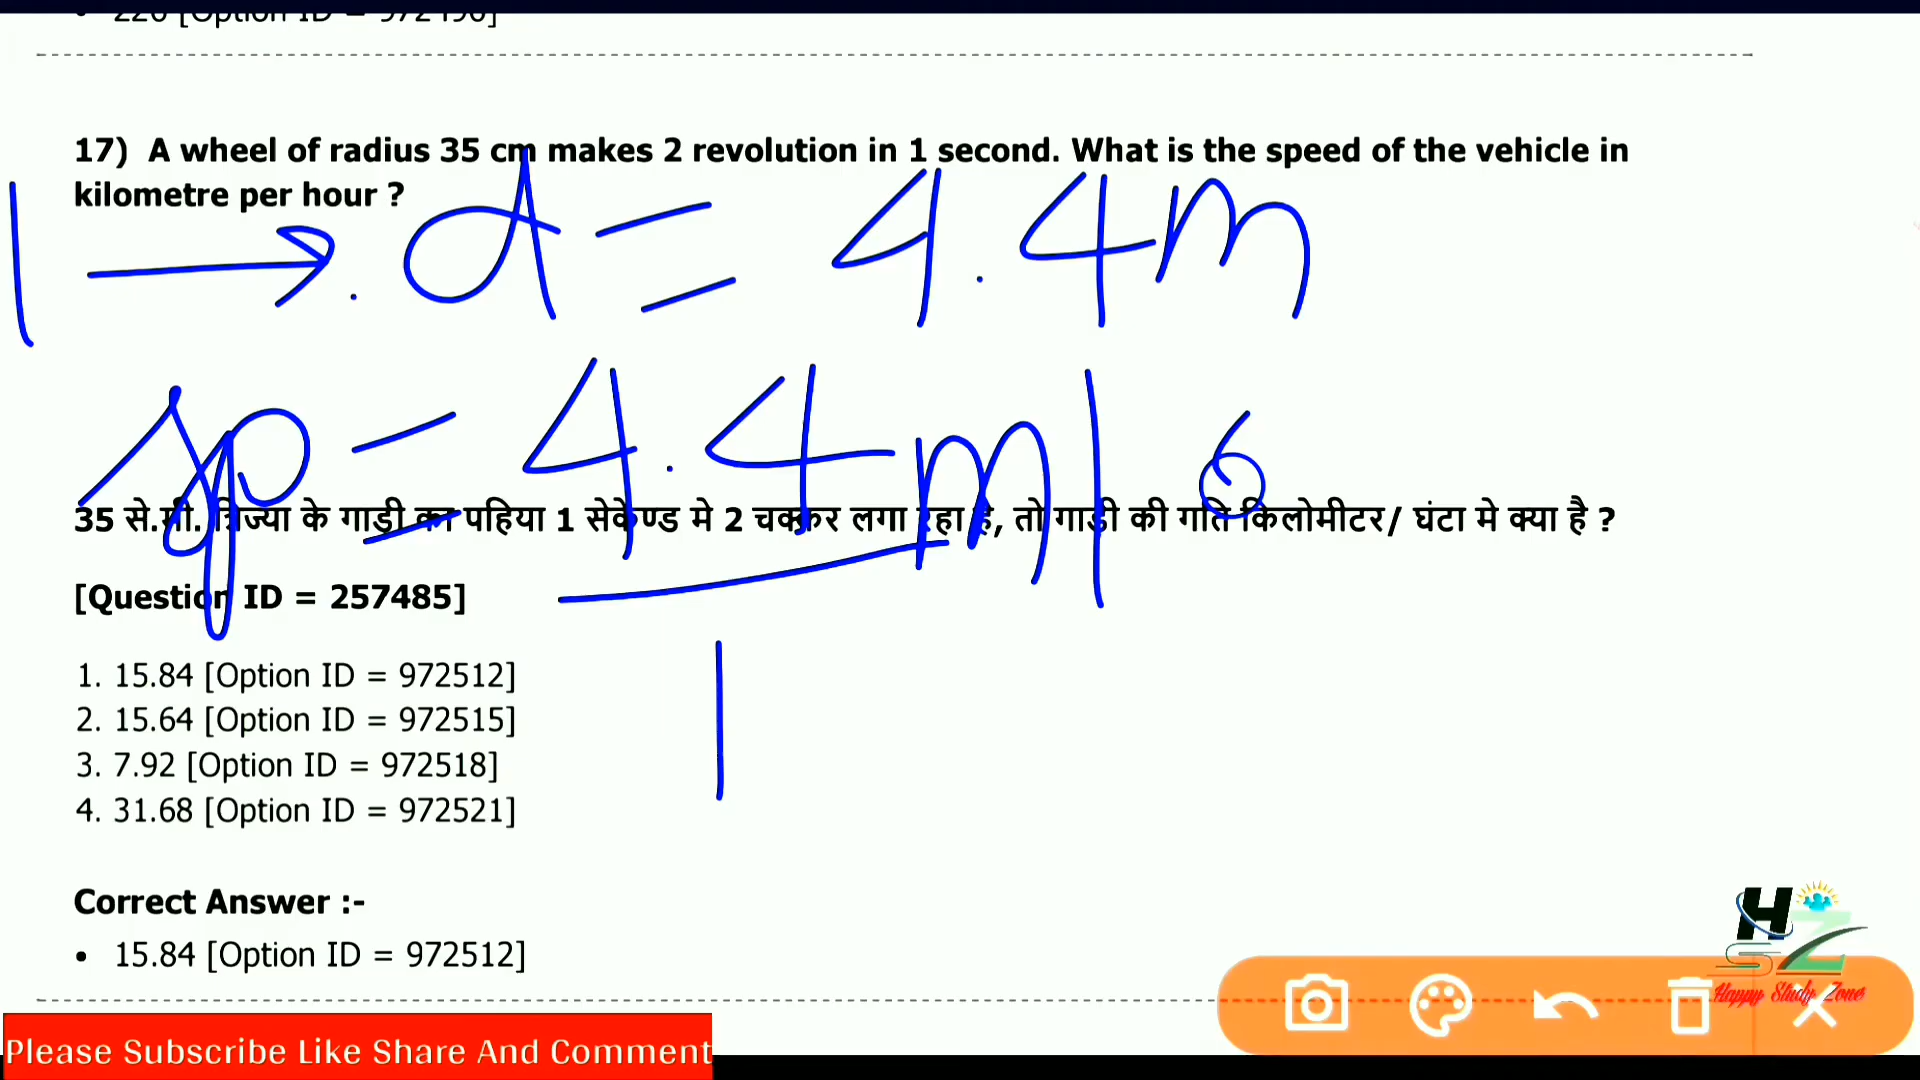 17) A wheel of radius 35 cm makes 2 revolution in 1 second. What is the speed of the vehicle in
kilometre per hour ?
1 → d = 4.4m
Sp = 4.4m|s
1
35 से.मी. त्रिज्या के गाड़ी का पहिया 1 सेकेण्ड मे 2 चक्कर लगा रहा है, तो गाड़ी की गति किलोमीटर/ घंटा मे क्या है ?
[Question ID = 257485]
1. 15.84 [Option ID = 972512]
2. 15.64 [Option ID = 972515]
3. 7.92 [Option ID = 972518]
4. 31.68 [Option ID = 972521]
Correct Answer :-
• 15.84 [Option ID = 972512]
HSZ
Happy Study Zone
Please Subscribe Like Share And Comment